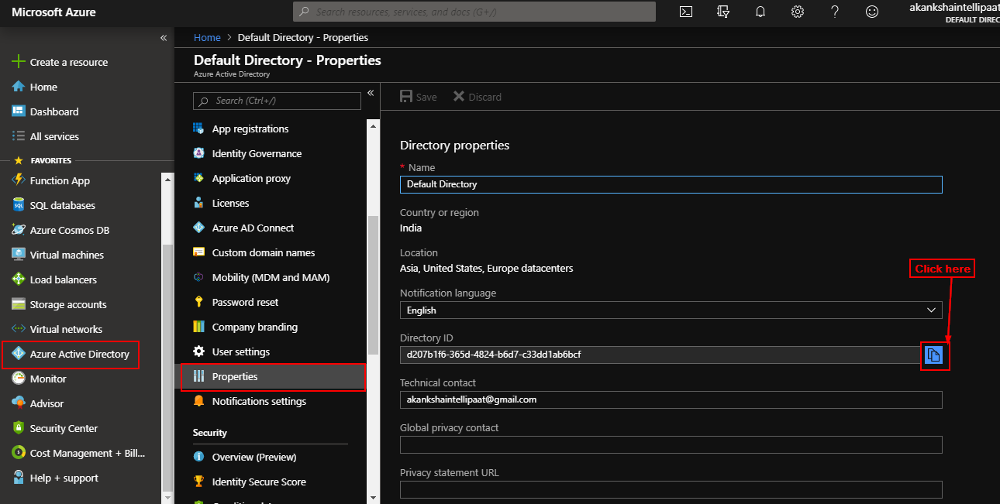 Microsoft Azure
Search resources, services, and docs (G+/)
akankshaintellipaat
DEFAULT DIREC
«
Create a resource
Home
Dashboard
All services
FAVORITES
Function App
SQL databases
Azure Cosmos DB
Virtual machines
Load balancers
Storage accounts
Virtual networks
Azure Active Directory
Monitor
Advisor
Security Center
Cost Management + Bill...
Help + support
Home > Default Directory - Properties
Default Directory - Properties
Azure Active Directory
Search (Ctrl+/)
«
App registrations
Identity Governance
Application proxy
Licenses
Azure AD Connect
Custom domain names
Mobility (MDM and MAM)
Password reset
Company branding
User settings
Properties
Notifications settings
Security
Overview (Preview)
Identity Secure Score
Save Discard
Directory properties
* Name
Default Directory
Country or region
India
Location
Asia, United States, Europe datacenters
Click here
Notification language
English
Directory ID
d207b1f6-365d-4824-b6d7-c33dd1ab6bcf
Technical contact
akankshaintellipaat@gmail.com
Global privacy contact
Privacy statement URL